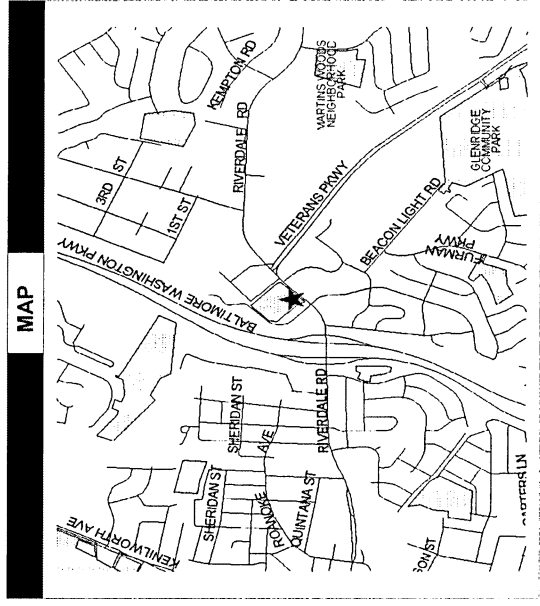 MAP
KENILWORTH AVE
SHERIDAN ST
SHERIDAN ST
ROANOKE AVE
QUINTANA ST
RIVERDALE RD
BALTIMORE WASHINGTON PKWY
3RD ST
1ST ST
KEMPTON RD
RIVERDALE RD
VETERANS PKWY
MARTINS WOODS
NEIGHBORHOOD
PARK
BEACON LIGHT RD
FURMAN
PKWY
GLENRIDGE
COMMUNITY
PARK
SON ST
CARTERS LN